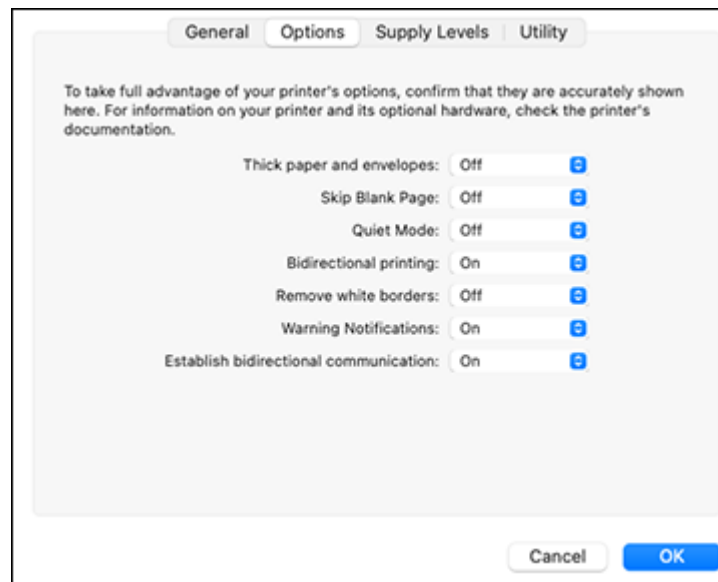 General Options Supply Levels Utility
To take full advantage of your printer's options, confirm that they are accurately shown
here. For information on your printer and its optional hardware, check the printer's
documentation.
Thick paper and envelopes: Off
Skip Blank Page: Off
Quiet Mode: Off
Bidirectional printing: On
Remove white borders: Off
Warning Notifications: On
Establish bidirectional communication: On
Cancel OK